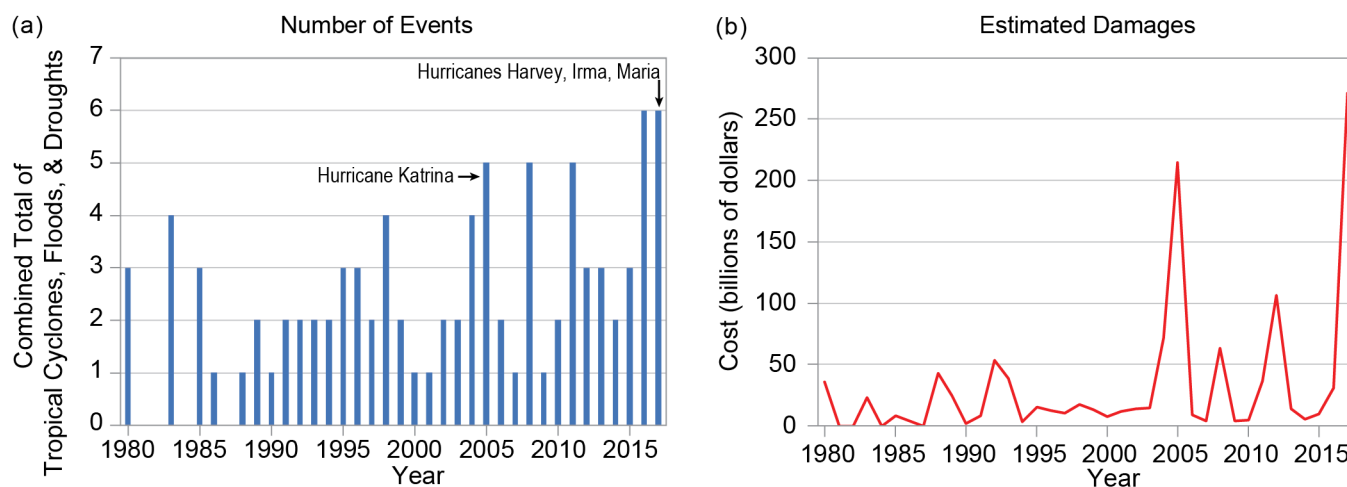 (a)
Number of Events
Combined Total of
Tropical Cyclones, Floods, & Droughts
7
6
5
4
3
2
1
0
Hurricanes Harvey, Irma, Maria
Hurricane Katrina
1980 1985 1990 1995 2000 2005 2010 2015
Year
(b)
Estimated Damages
Cost (billions of dollars)
300
250
200
150
100
50
0
1980 1985 1990 1995 2000 2005 2010 2015
Year